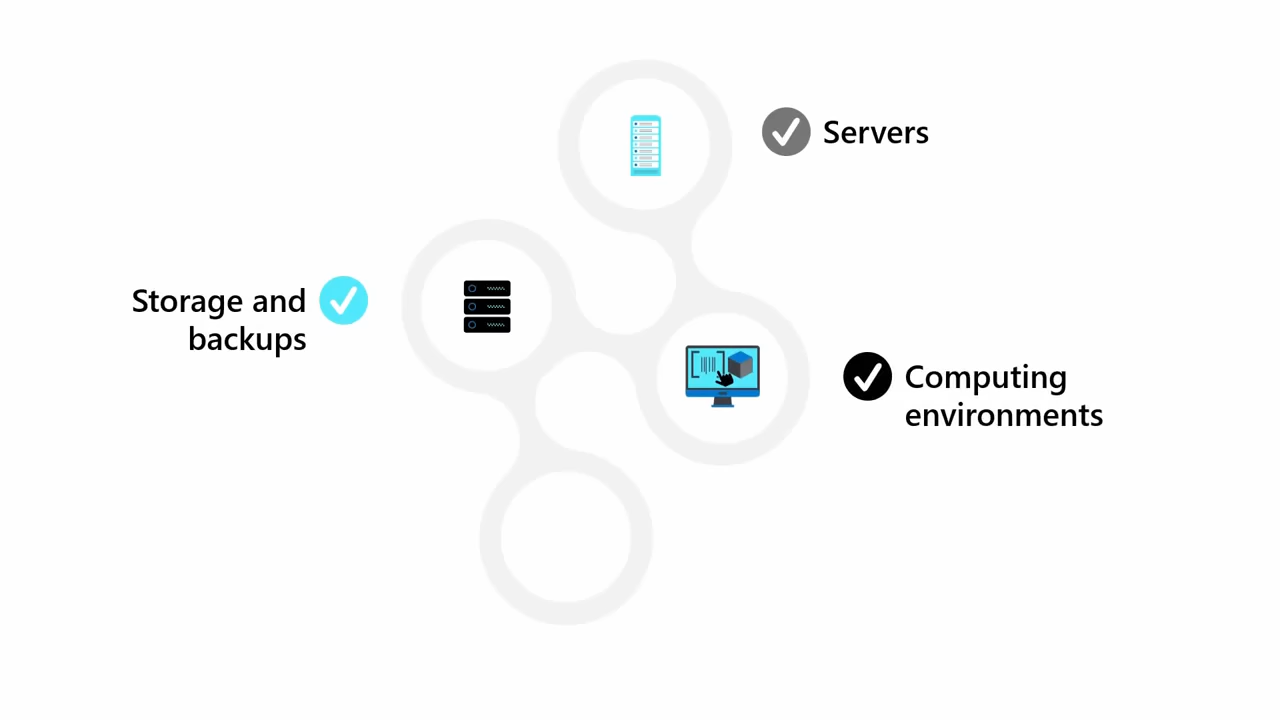 Servers
Storage and
backups
Computing
environments